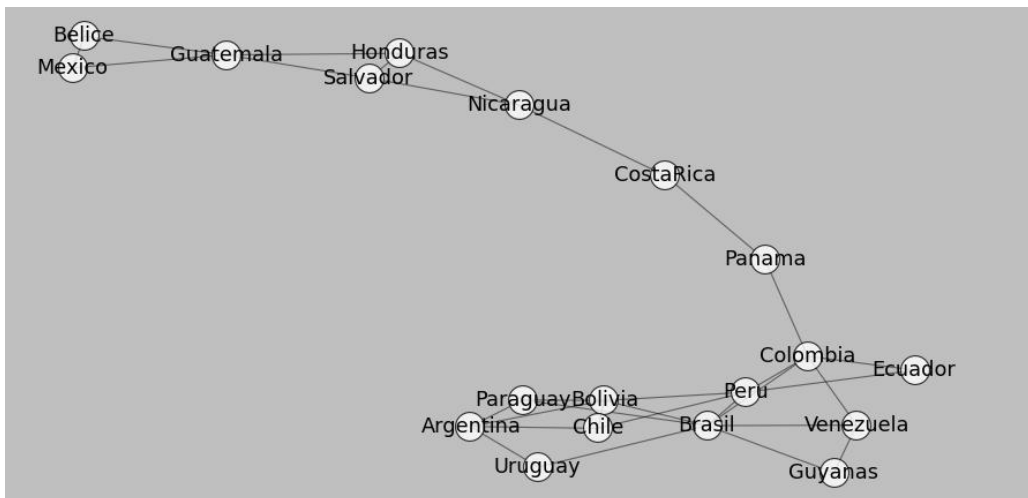 Belice
Mexico
Guatemala
Honduras
Salvador
Nicaragua
CostaRica
Panama
Colombia
Ecuador
Peru
Paraguay
Bolivia
Argentina
Chile
Brasil
Venezuela
Uruguay
Guyanas